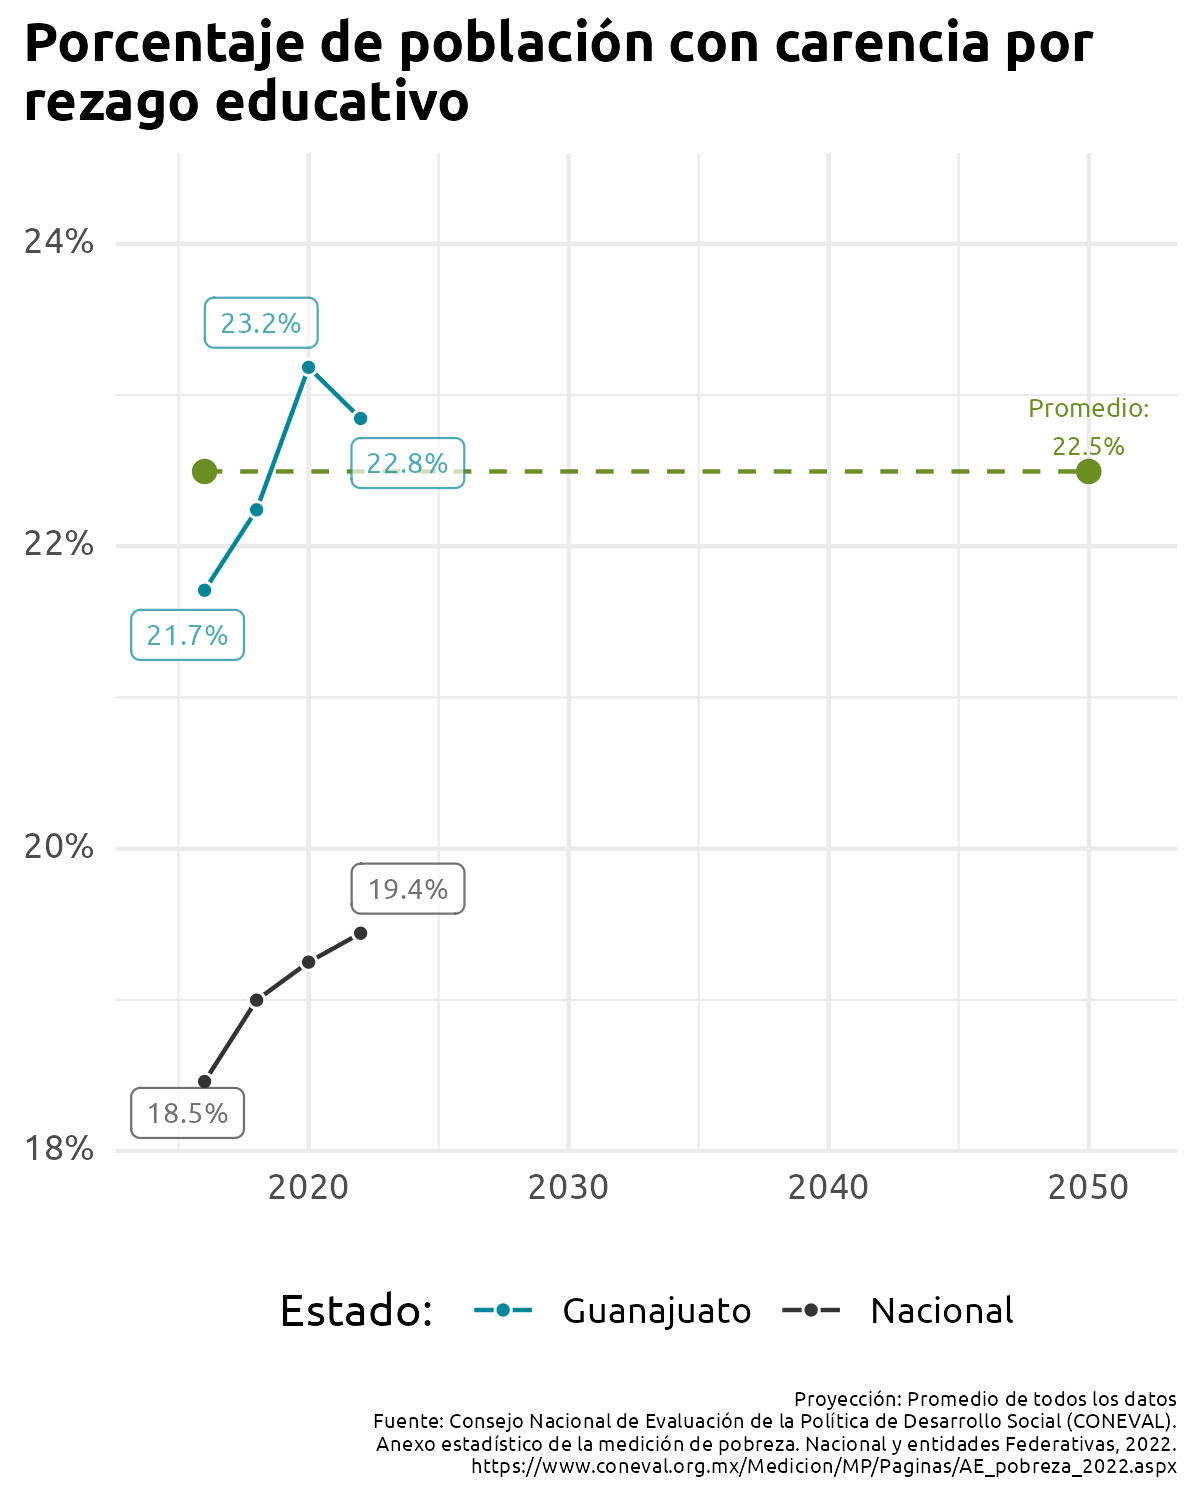 Porcentaje de población con carencia por
rezago educativo
24%
23.2%
Promedio:
22.5%
22.8%
22%
21.7%
20%
19.4%
18.5%
18%
2020 2030 2040 2050
Estado: Guanajuato Nacional
Proyección: Promedio de todos los datos
Fuente: Consejo Nacional de Evaluación de la Política de Desarrollo Social (CONEVAL).
Anexo estadístico de la medición de pobreza. Nacional y entidades Federativas, 2022.
https://www.coneval.org.mx/Medicion/MP/Paginas/AE_pobreza_2022.aspx